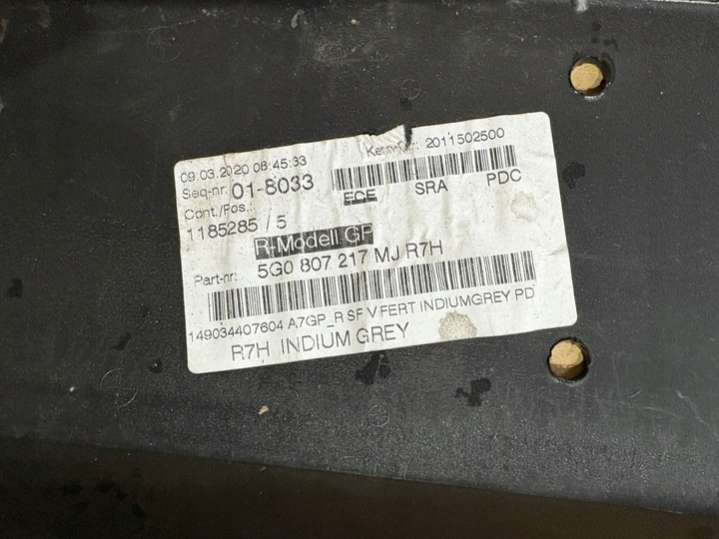 09.03.2020 08:45:33
Kenn-Nr: 2011502500
Seq-nr: 01-8033
ECE SRA PDC
Cont./Pos.:
1185285 / 5
R-Modell GP
Part-nr: 5G0 807 217 MJ R7H
149034407604 A7GP_R SF V FERT INDIUMGREY PD
R7H INDIUM GREY